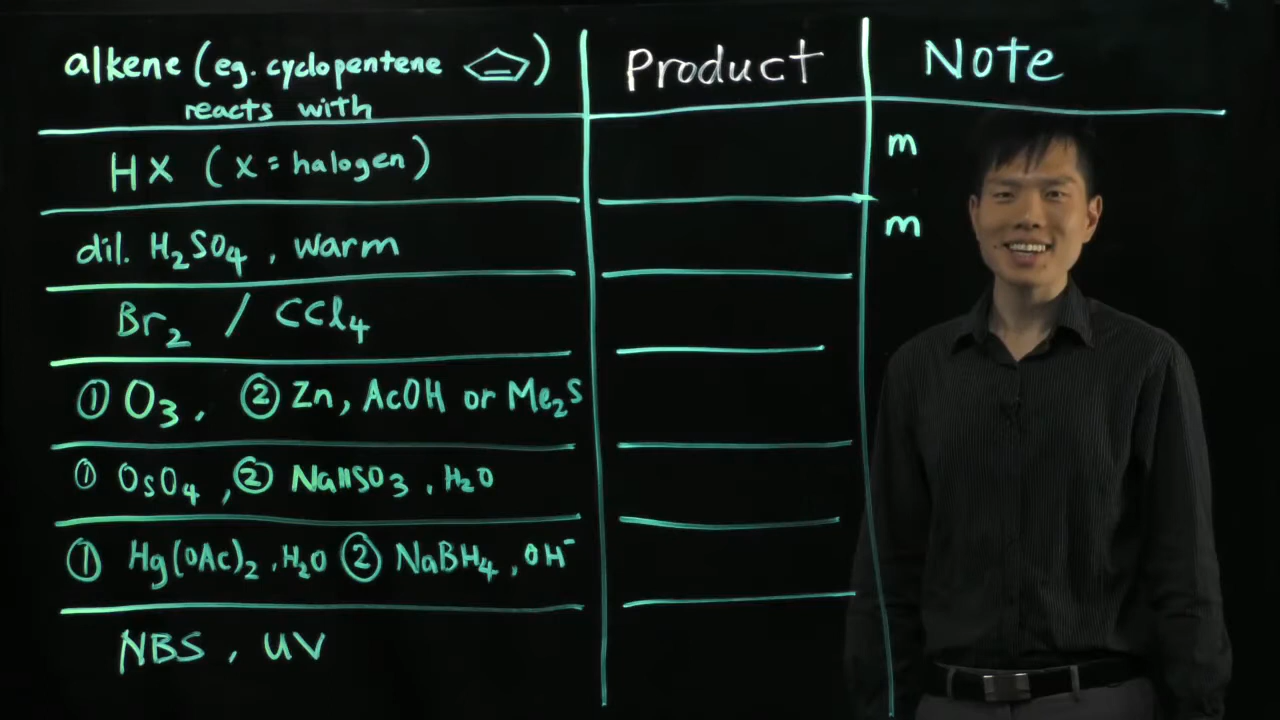 alkene (eg. cyclopentene )
reacts with
Product
Note
HX (X = halogen)
m
dil. H₂SO₄, warm
m
Br₂ / CCl₄
① O₃, ② Zn, AcOH or Me₂S
① OsO₄, ② NaHSO₃, H₂O
① Hg(OAc)₂, H₂O ② NaBH₄, OH⁻
NBS, UV